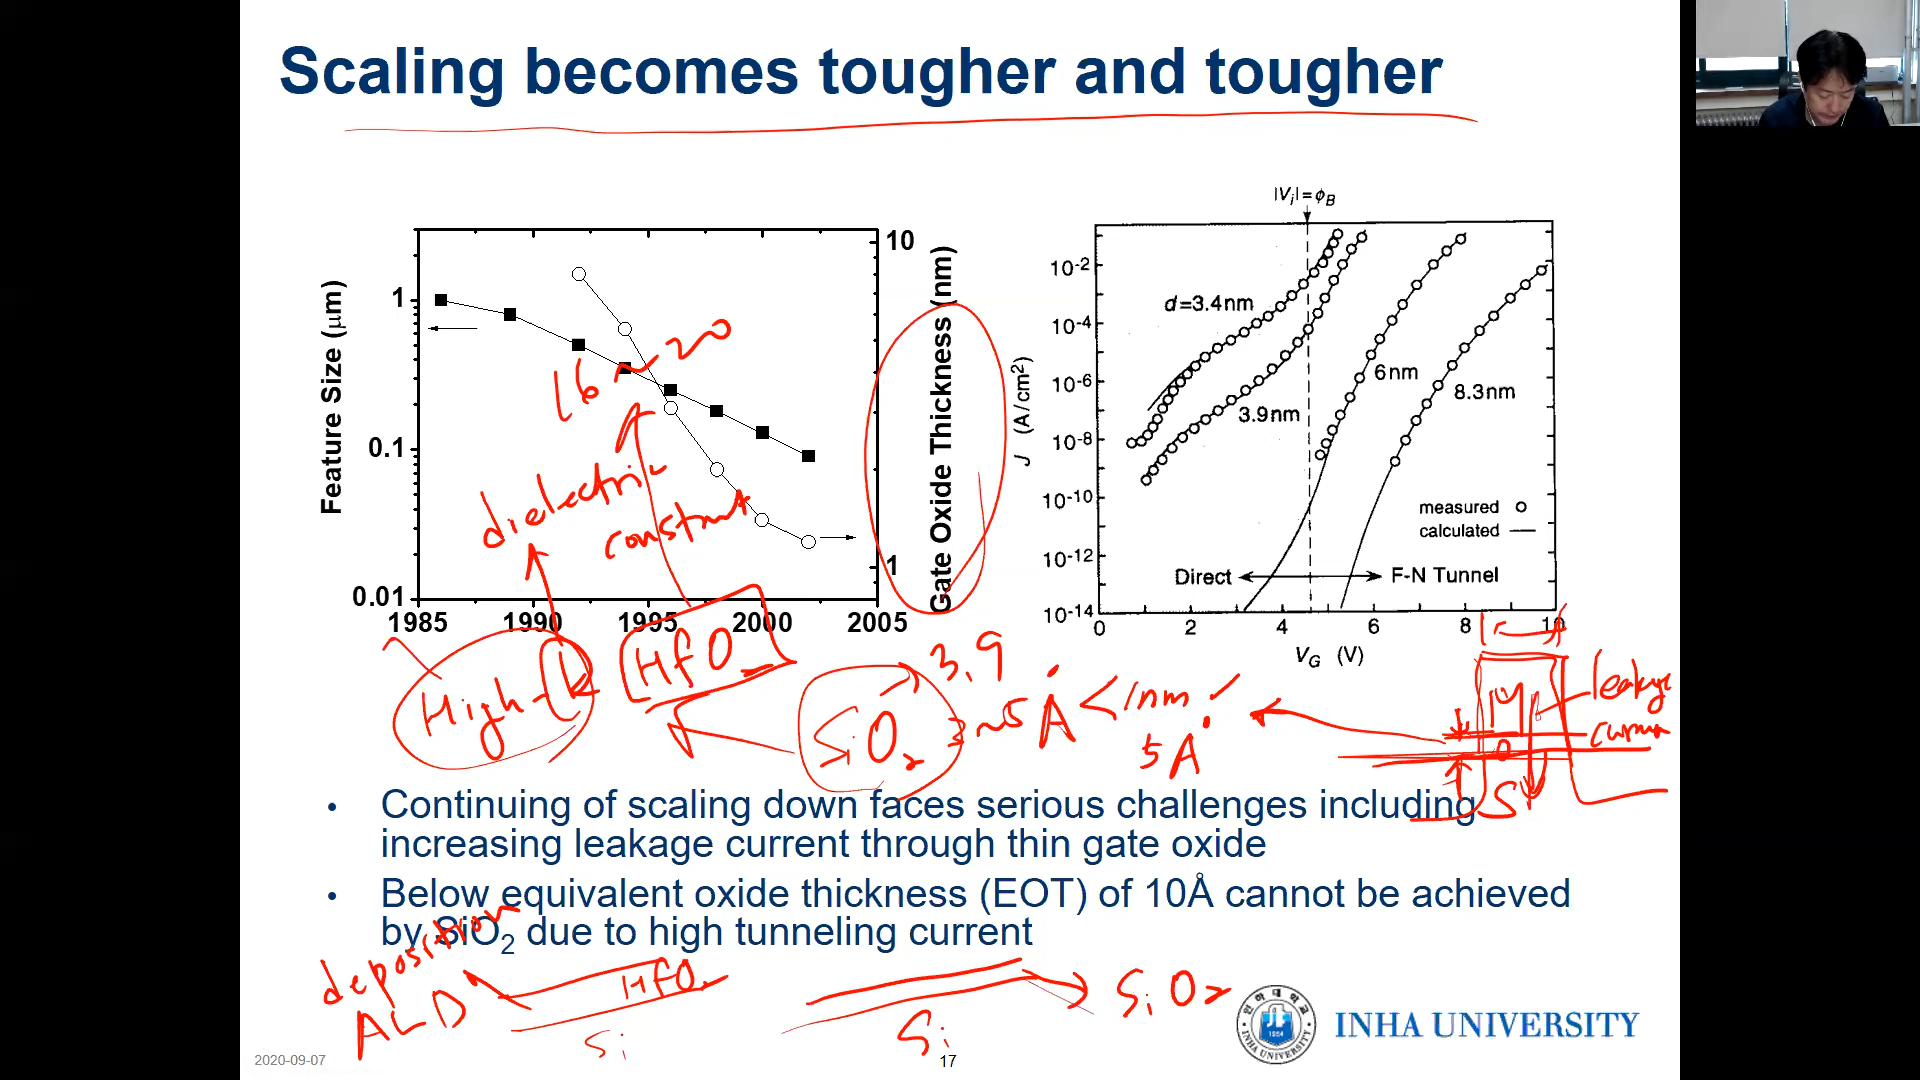 Scaling becomes tougher and tougher
Feature Size (μm)
1
0.1
0.01
1985
1990
1995
2000
2005
10
1
Gate Oxide Thickness (nm)
|Vi|=ϕB
J (A/cm2)
10-2
10-4
10-6
10-8
10-10
10-12
10-14
d=3.4nm
3.9nm
6nm
8.3nm
measured
calculated
Direct
F-N Tunnel
0
2
4
6
8
10
VG (V)
16~20
dielectric
constant
High-k
HfO2
SiO2
3.9
~5Å <1nm
5Å
M
O
S
leakage
• Continuing of scaling down faces serious challenges including
increasing leakage current through thin gate oxide
• Below equivalent oxide thickness (EOT) of 10Å cannot be achieved
by SiO2 due to high tunneling current
deposition
ALD
HfO2
Si
Si
SiO2
INHA UNIVERSITY
INHA UNIVERSITY
1954
2020-09-07
17